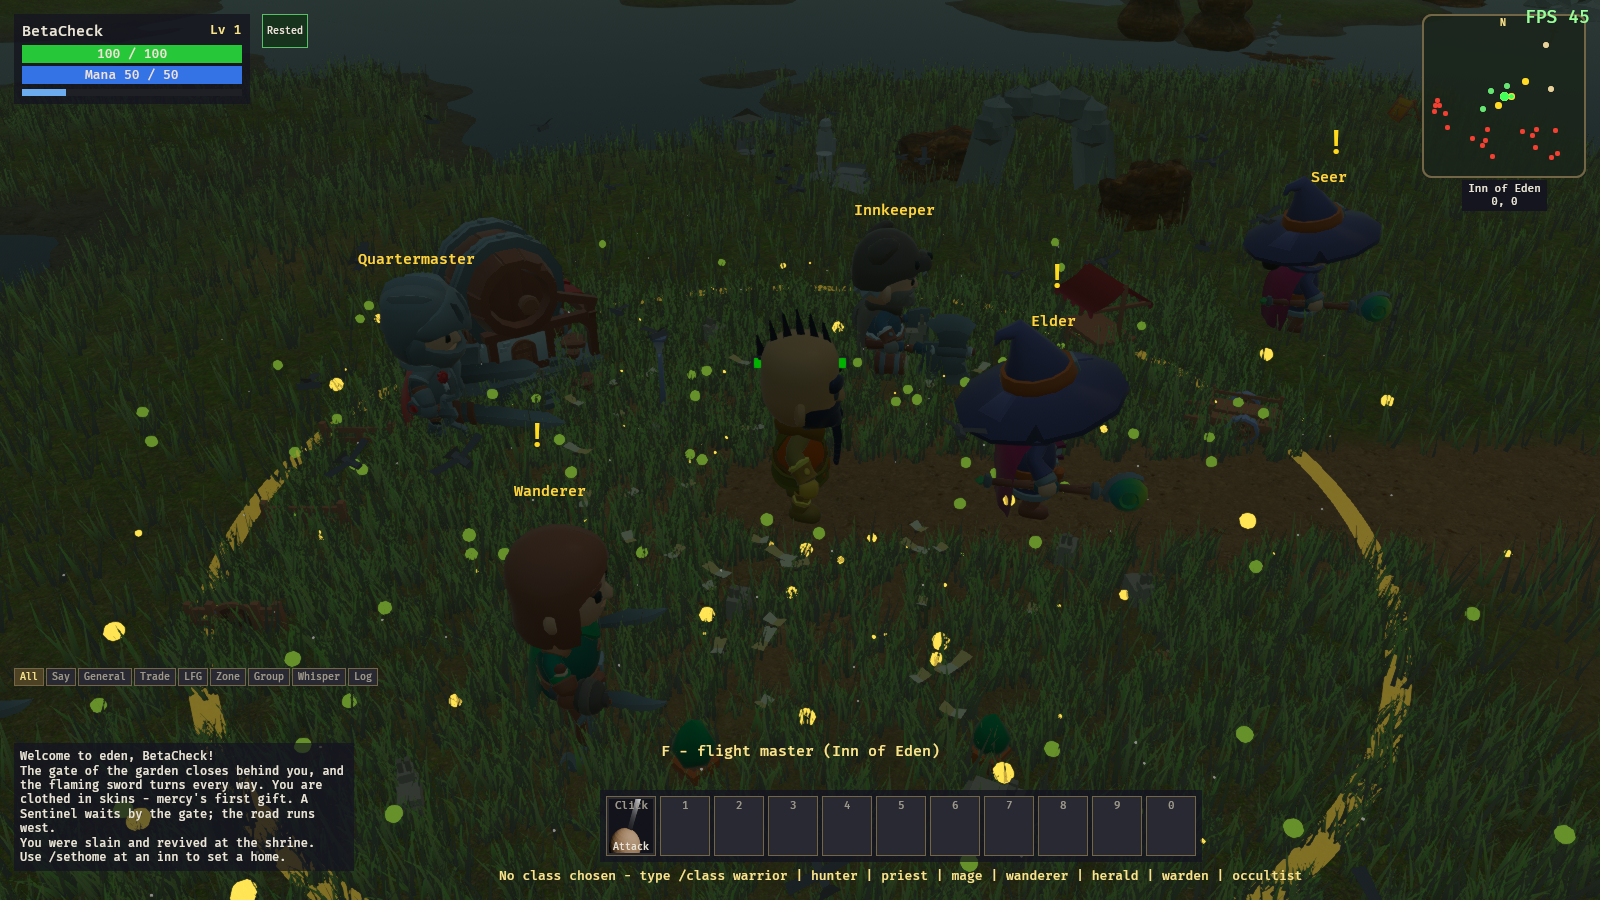 BetaCheck Lv 1
100 / 100
Mana 50 / 50
Rested
FPS 45
N
Inn of Eden
0, 0
!
Seer
Innkeeper
Quartermaster
!
Elder
!
Wanderer
All Say General Trade LFG Zone Group Whisper Log
Welcome to eden, BetaCheck!
The gate of the garden closes behind you, and
the flaming sword turns every way. You are
clothed in skins - mercy's first gift. A
Sentinel waits by the gate; the road runs
west.
You were slain and revived at the shrine.
Use /sethome at an inn to set a home.
F - flight master (Inn of Eden)
Click 1 2 3 4 5 6 7 8 9 0
Attack
No class chosen - type /class warrior | hunter | priest | mage | wanderer | herald | warden | occultist